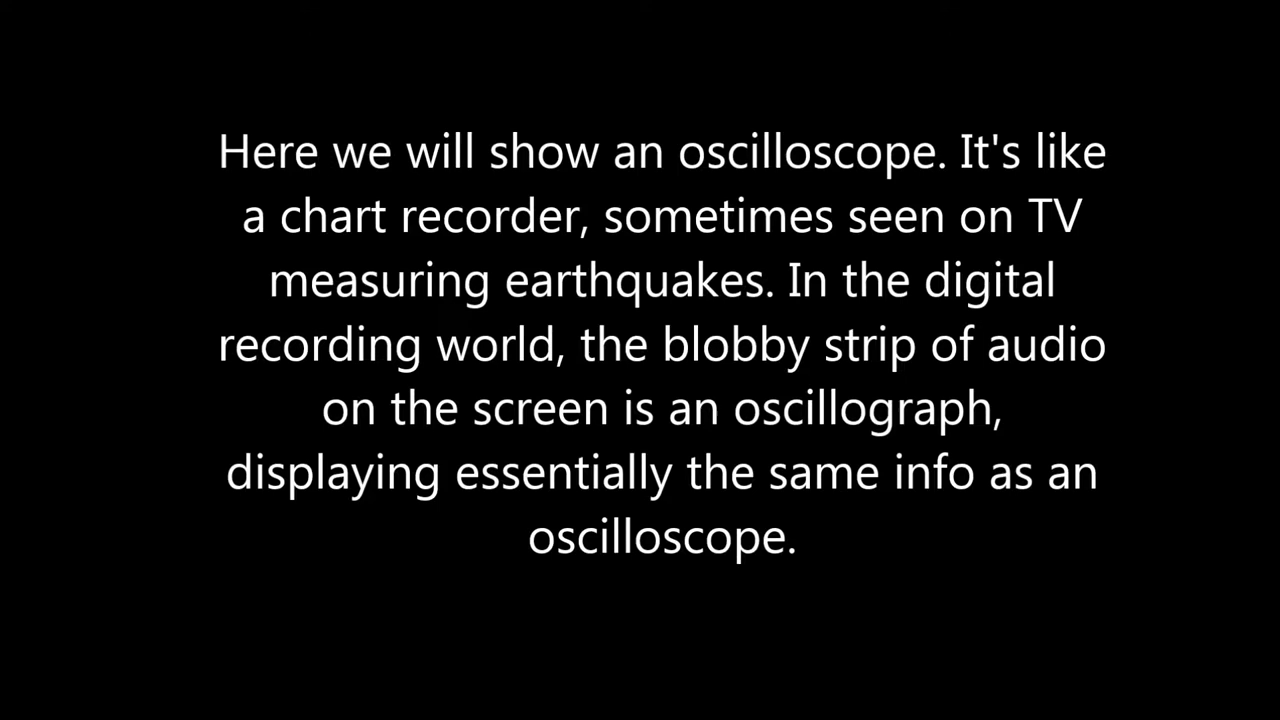 Here we will show an oscilloscope. It's like
a chart recorder, sometimes seen on TV
measuring earthquakes. In the digital
recording world, the blobby strip of audio
on the screen is an oscillograph,
displaying essentially the same info as an
oscilloscope.